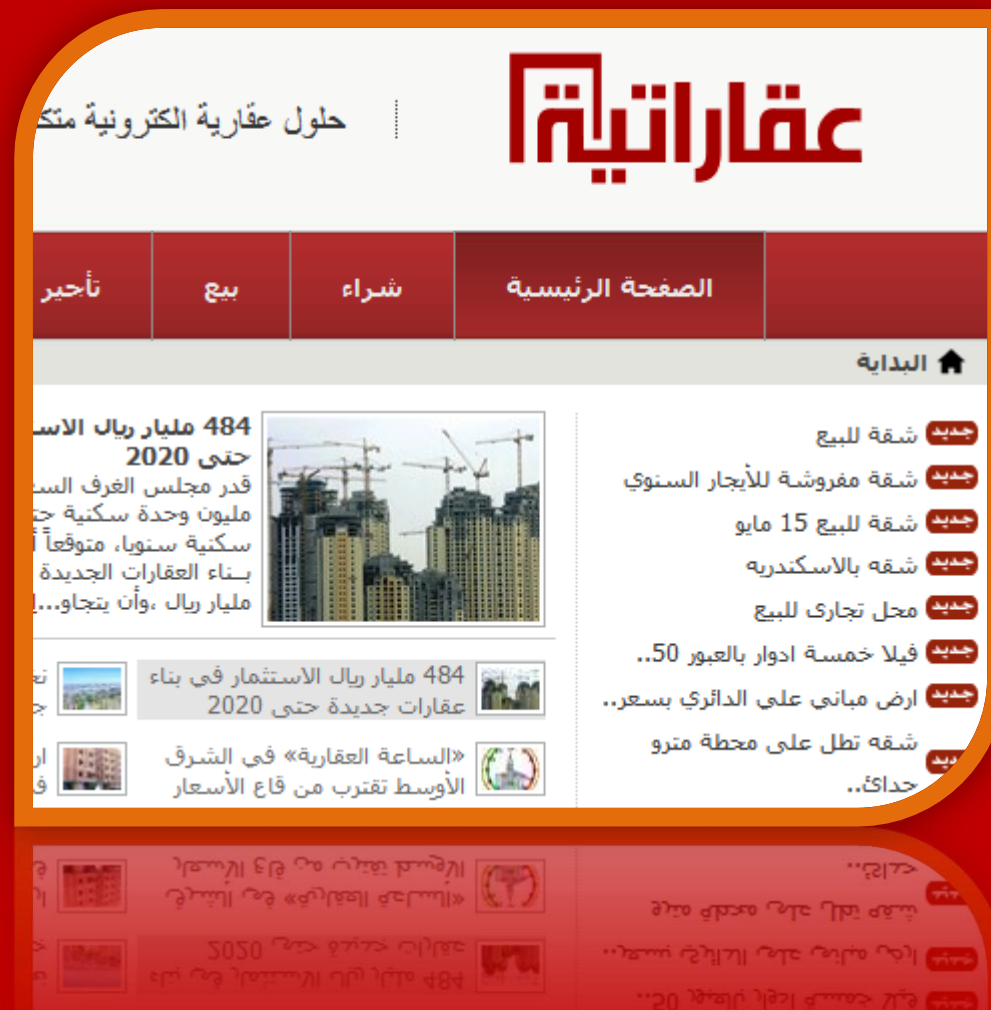 عقاراتية
حلول عقارية الكترونية
الصفحة الرئيسية
شراء
بيع
تأجير
البداية
جديد شقة للبيع
جديد شقة مفروشة للأيجار السنوي
جديد شقة للبيع 15 مايو
جديد شقه بالاسكندريه
جديد محل تجارى للبيع
جديد فيلا خمسة ادوار بالعبور 50..
جديد ارض مباني علي الدائري بسعر..
جديد شقه تطل على محطة مترو
حدائ..
484 مليار ريال
حتى 2020
قدر مجلس الغرف
مليون وحدة سكنية
سكنية سنويا، متوقعاً
بــناء العقارات الجديدة
مليار ريال ،وأن يتجاو...
484 مليار ريال الاستثمار في بناء
عقارات جديدة حتى 2020
«الساعة العقارية» في الشرق
الأوسط تقترب من قاع الأسعار